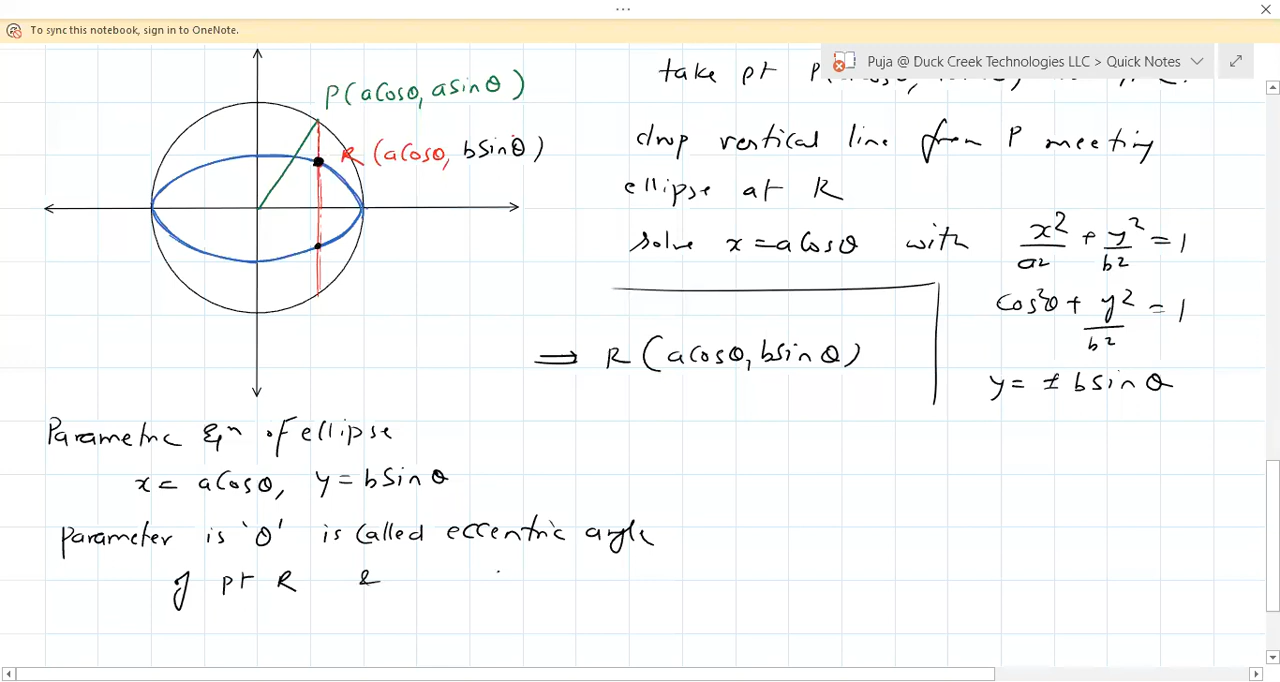 To sync this notebook, sign in to OneNote.
Puja @ Duck Creek Technologies LLC > Quick Notes
take pt
P(acosθ, asinθ)
R (acosθ, bsinθ)
drop vertical line from P meeting
ellipse at R
solve x = acosθ with x²/a² + y²/b² = 1
cos²θ + y²/b² = 1
⟹ R (acosθ, bsinθ)
y = ± bsinθ
Parametric Eqⁿ of ellipse
x = acosθ, y = bsinθ
parameter is 'θ' is called eccentric angle
of pt R &